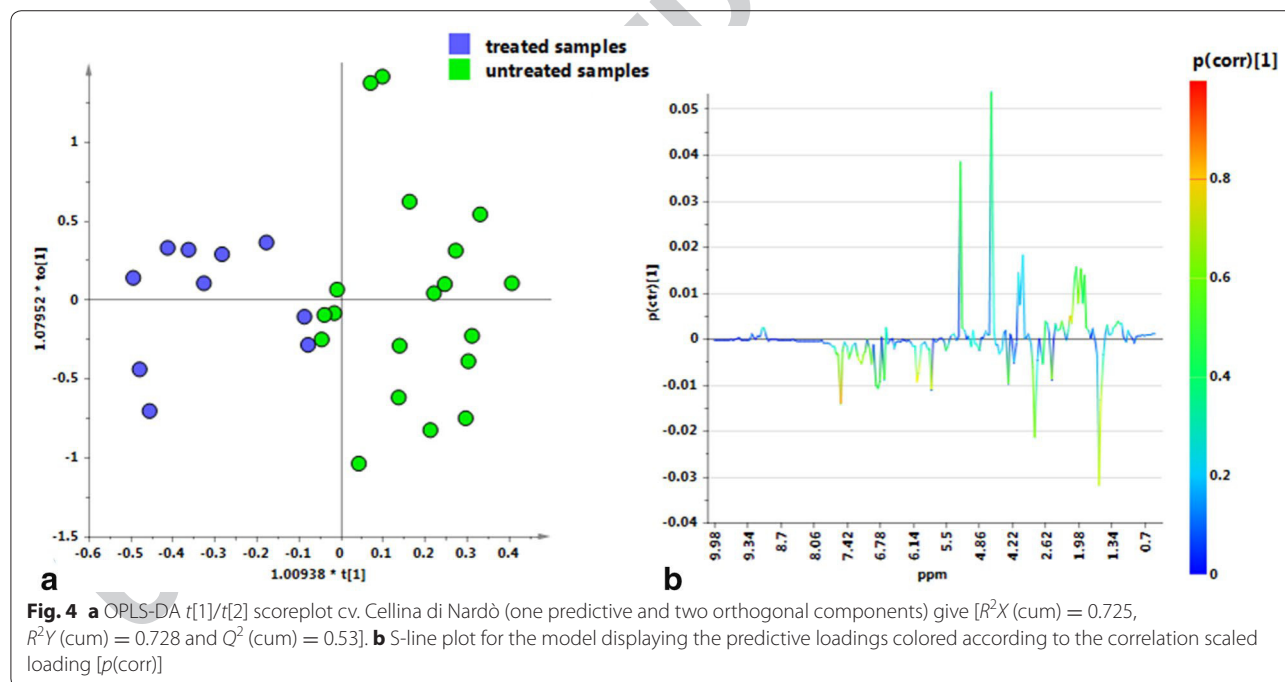 treated samples
untreated samples
1
0.5
0
-0.5
-1
-1.5
-0.6 -0.5 -0.4 -0.3 -0.2 -0.1 0 0.1 0.2 0.3 0.4
1.07952 * to[1]
1.00938 * t[1]
a
p(corr)[1]
0.05
0.04
0.03
0.02
0.01
0
-0.01
-0.02
-0.03
-0.04
p(ctr)[1]
9.98 9.34 8.7 8.06 7.42 6.78 6.14 5.5 4.86 4.22 2.62 1.98 1.34 0.7
ppm
0.8
0.6
0.4
0.2
0
b
Fig. 4 a OPLS-DA t[1]/t[2] scoreplot cv. Cellina di Nardò (one predictive and two orthogonal components) give [R²X (cum) = 0.725,
R²Y (cum) = 0.728 and Q² (cum) = 0.53]. b S-line plot for the model displaying the predictive loadings colored according to the correlation scaled
loading [p(corr)]